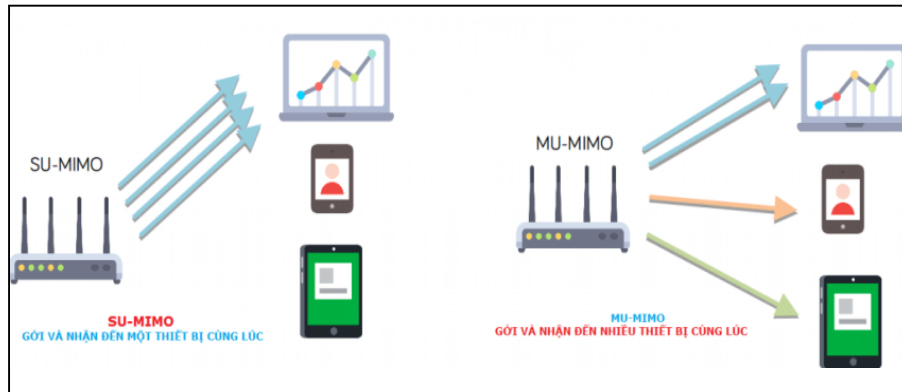 SU-MIMO
SU-MIMO
GỞI VÀ NHẬN ĐẾN MỘT THIẾT BỊ CÙNG LÚC
MU-MIMO
MU-MIMO
GỞI VÀ NHẬN ĐẾN NHIỀU THIẾT BỊ CÙNG LÚC